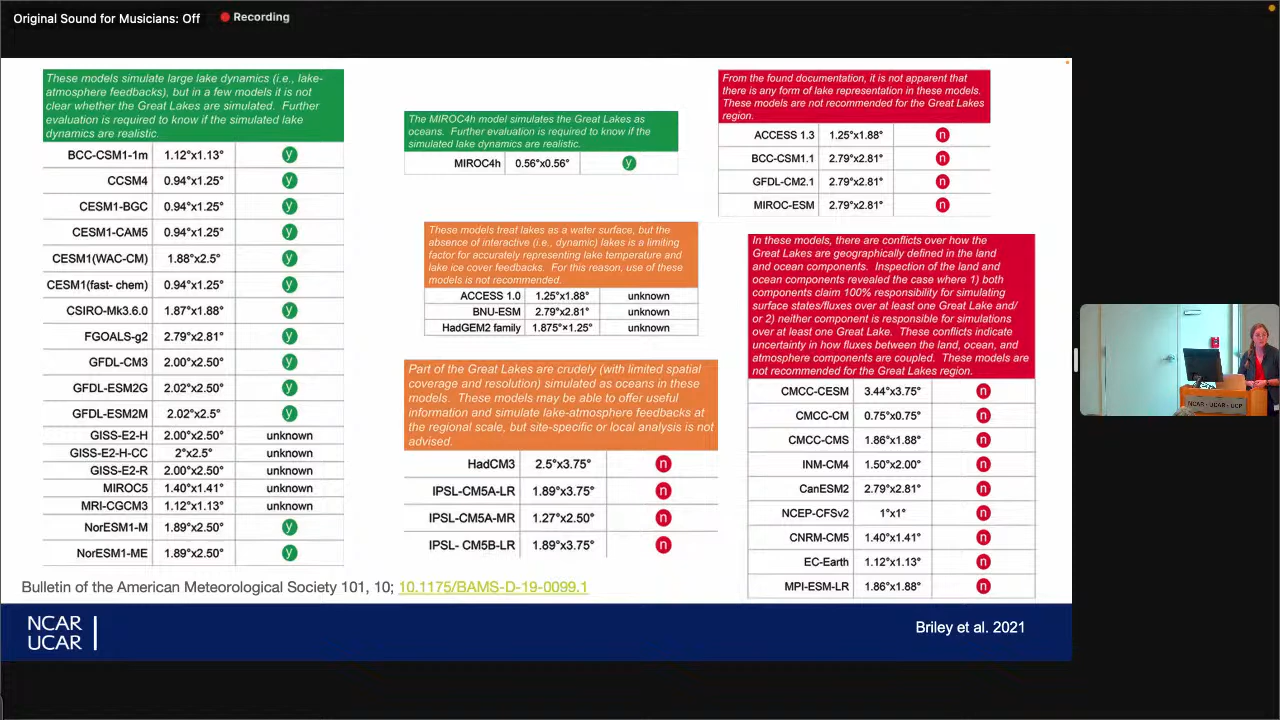 Original Sound for Musicians: Off
Recording
These models simulate large lake dynamics (i.e., lake-
atmosphere feedbacks), but in a few models it is not
clear whether the Great Lakes are simulated. Further
evaluation is required to know if the simulated lake
dynamics are realistic.
BCC-CSM1-1m 1.12°x1.13° y
CCSM4 0.94°x1.25° y
CESM1-BGC 0.94°x1.25° y
CESM1-CAM5 0.94°x1.25° y
CESM1(WAC-CM) 1.88°x2.5° y
CESM1(fast- chem) 0.94°x1.25° y
CSIRO-Mk3.6.0 1.87°x1.88° y
FGOALS-g2 2.79°x2.81° y
GFDL-CM3 2.00°x2.50° y
GFDL-ESM2G 2.02°x2.50° y
GFDL-ESM2M 2.02°x2.5° y
GISS-E2-H 2.00°x2.50° unknown
GISS-E2-H-CC 2°x2.5° unknown
GISS-E2-R 2.00°x2.50° unknown
MIROC5 1.40°x1.41° unknown
MRI-CGCM3 1.12°x1.13° unknown
NorESM1-M 1.89°x2.50° y
NorESM1-ME 1.89°x2.50° y
The MIROC4h model simulates the Great Lakes as
oceans. Further evaluation is required to know if the
simulated lake dynamics are realistic.
MIROC4h 0.56°x0.56° y
These models treat lakes as a water surface, but the
absence of interactive (i.e., dynamic) lakes is a limiting
factor for accurately representing lake temperature and
lake ice cover feedbacks. For this reason, use of these
models is not recommended.
ACCESS 1.0 1.25°x1.88° unknown
BNU-ESM 2.79°x2.81° unknown
HadGEM2 family 1.875°×1.25° unknown
Part of the Great Lakes are crudely (with limited spatial
coverage and resolution) simulated as oceans in these
models. These models may be able to offer useful
information and simulate lake-atmosphere feedbacks at
the regional scale, but site-specific or local analysis is not
advised.
HadCM3 2.5°x3.75° n
IPSL-CM5A-LR 1.89°x3.75° n
IPSL-CM5A-MR 1.27°x2.50° n
IPSL- CM5B-LR 1.89°x3.75° n
From the found documentation, it is not apparent that
there is any form of lake representation in these models.
These models are not recommended for the Great Lakes
region.
ACCESS 1.3 1.25°x1.88° n
BCC-CSM1.1 2.79°x2.81° n
GFDL-CM2.1 2.79°x2.81° n
MIROC-ESM 2.79°x2.81° n
In these models, there are conflicts over how the
Great Lakes are geographically defined in the land
and ocean components. Inspection of the land and
ocean components revealed the case where 1) both
components claim 100% responsibility for simulating
surface states/fluxes over at least one Great Lake and/
or 2) neither component is responsible for simulations
over at least one Great Lake. These conflicts indicate
uncertainty in how fluxes between the land, ocean, and
atmosphere components are coupled. These models are
not recommended for the Great Lakes region.
CMCC-CESM 3.44°x3.75° n
CMCC-CM 0.75°x0.75° n
CMCC-CMS 1.86°x1.88° n
INM-CM4 1.50°x2.00° n
CanESM2 2.79°x2.81° n
NCEP-CFSv2 1°x1° n
CNRM-CM5 1.40°x1.41° n
EC-Earth 1.12°x1.13° n
MPI-ESM-LR 1.86°x1.88° n
Bulletin of the American Meteorological Society 101, 10; 10.1175/BAMS-D-19-0099.1
NCAR
UCAR
Briley et al. 2021
NCAR - UCAR - UCP